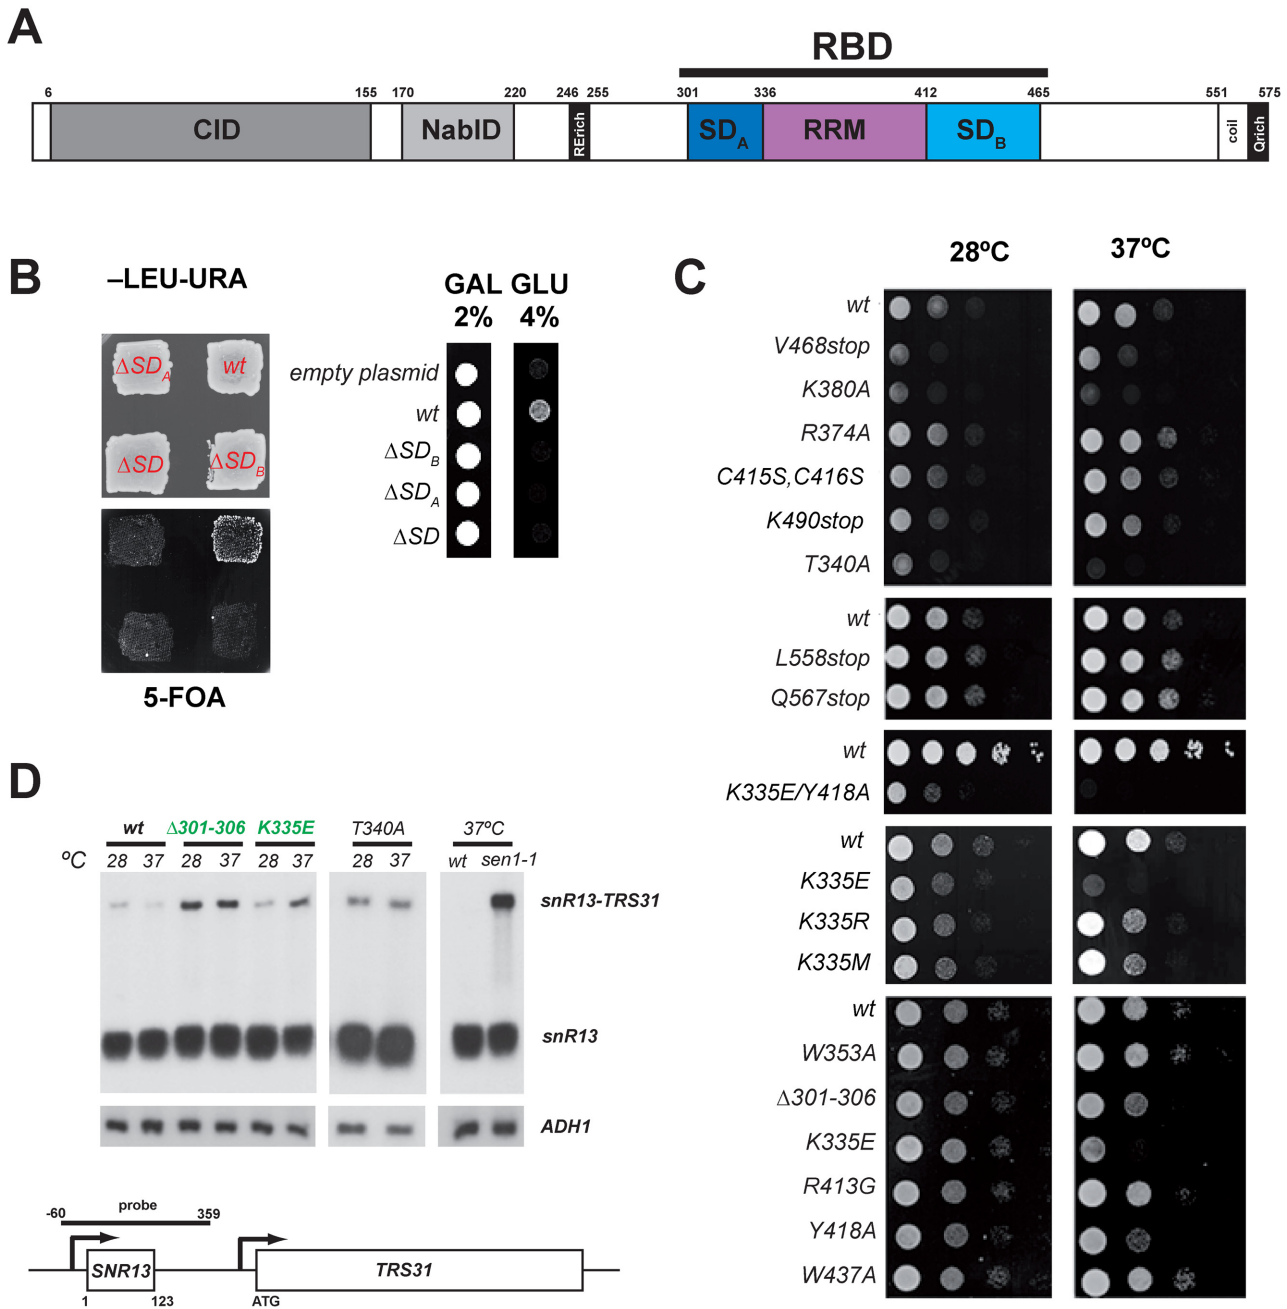 A
RBD
6 155 170 220 246 255 301 336 412 465 551 575
CID NabID RErich SDA RRM SDB coil Qrich
B
–LEU-URA
ΔSDA wt
ΔSD ΔSDB
5-FOA
GAL GLU
2% 4%
empty plasmid
wt
ΔSDB
ΔSDA
ΔSD
C
28ºC 37ºC
wt
V468stop
K380A
R374A
C415S,C416S
K490stop
T340A
wt
L558stop
Q567stop
wt
K335E/Y418A
wt
K335E
K335R
K335M
wt
W353A
Δ301-306
K335E
R413G
Y418A
W437A
D
wt Δ301-306 K335E T340A 37ºC
ºC 28 37 28 37 28 37 28 37 wt sen1-1
snR13-TRS31
snR13
ADH1
probe
-60 359
SNR13 TRS31
1 123 ATG